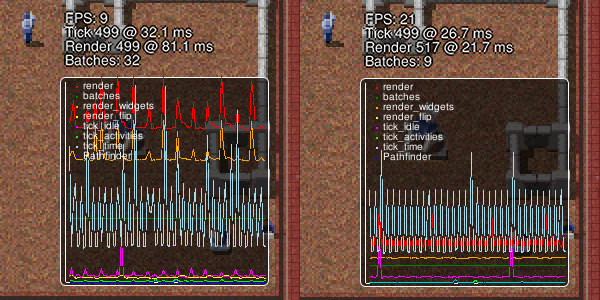 FPS: 9
Tick 499 @ 32.1 ms
Render 499 @ 81.1 ms
Batches: 32
render
batches
render_widgets
render_flip
tick_idle
tick_activities
tick_time
Pathfinder
FPS: 21
Tick 499 @ 26.7 ms
Render 517 @ 21.7 ms
Batches: 9
render
batches
render_widgets
render_flip
tick_idle
tick_activities
tick_time
Pathfinder